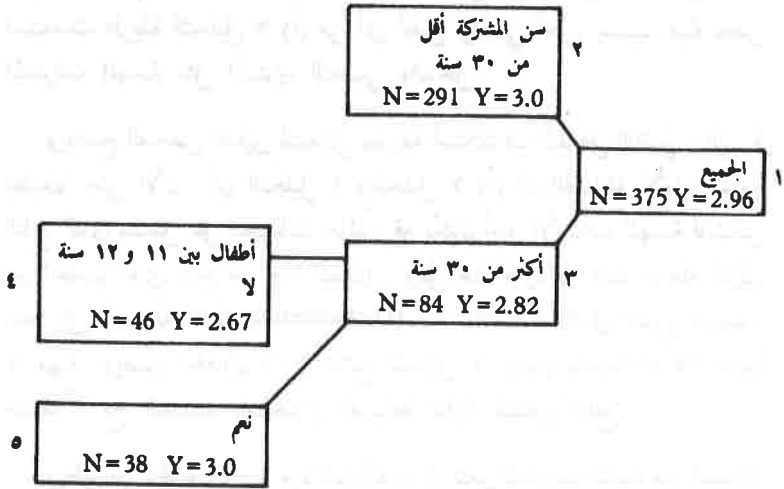 سن المشتركة أقل
من ٣٠ سنة
N=291 Y=3.0
٢
الجميع
N=375 Y=2.96
١
أكثر من ٣٠ سنة
N=84 Y=2.82
٣
أطفال بين ١١ و ١٢ سنة
لا
N=46 Y=2.67
٤
نعم
N=38 Y=3.0
٥